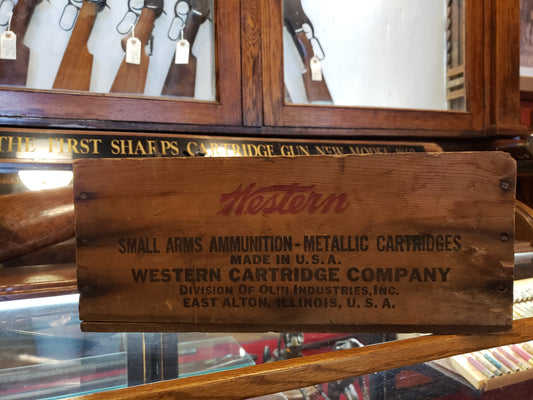 THE FIRST SHARPS CARTRIDGE GUN NEW MODEL
Western
SMALL ARMS AMMUNITION-METALLIC CARTRIDGES
MADE IN U.S.A.
WESTERN CARTRIDGE COMPANY
DIVISION OF OLIN INDUSTRIES, INC.
EAST ALTON, ILLINOIS, U.S.A.